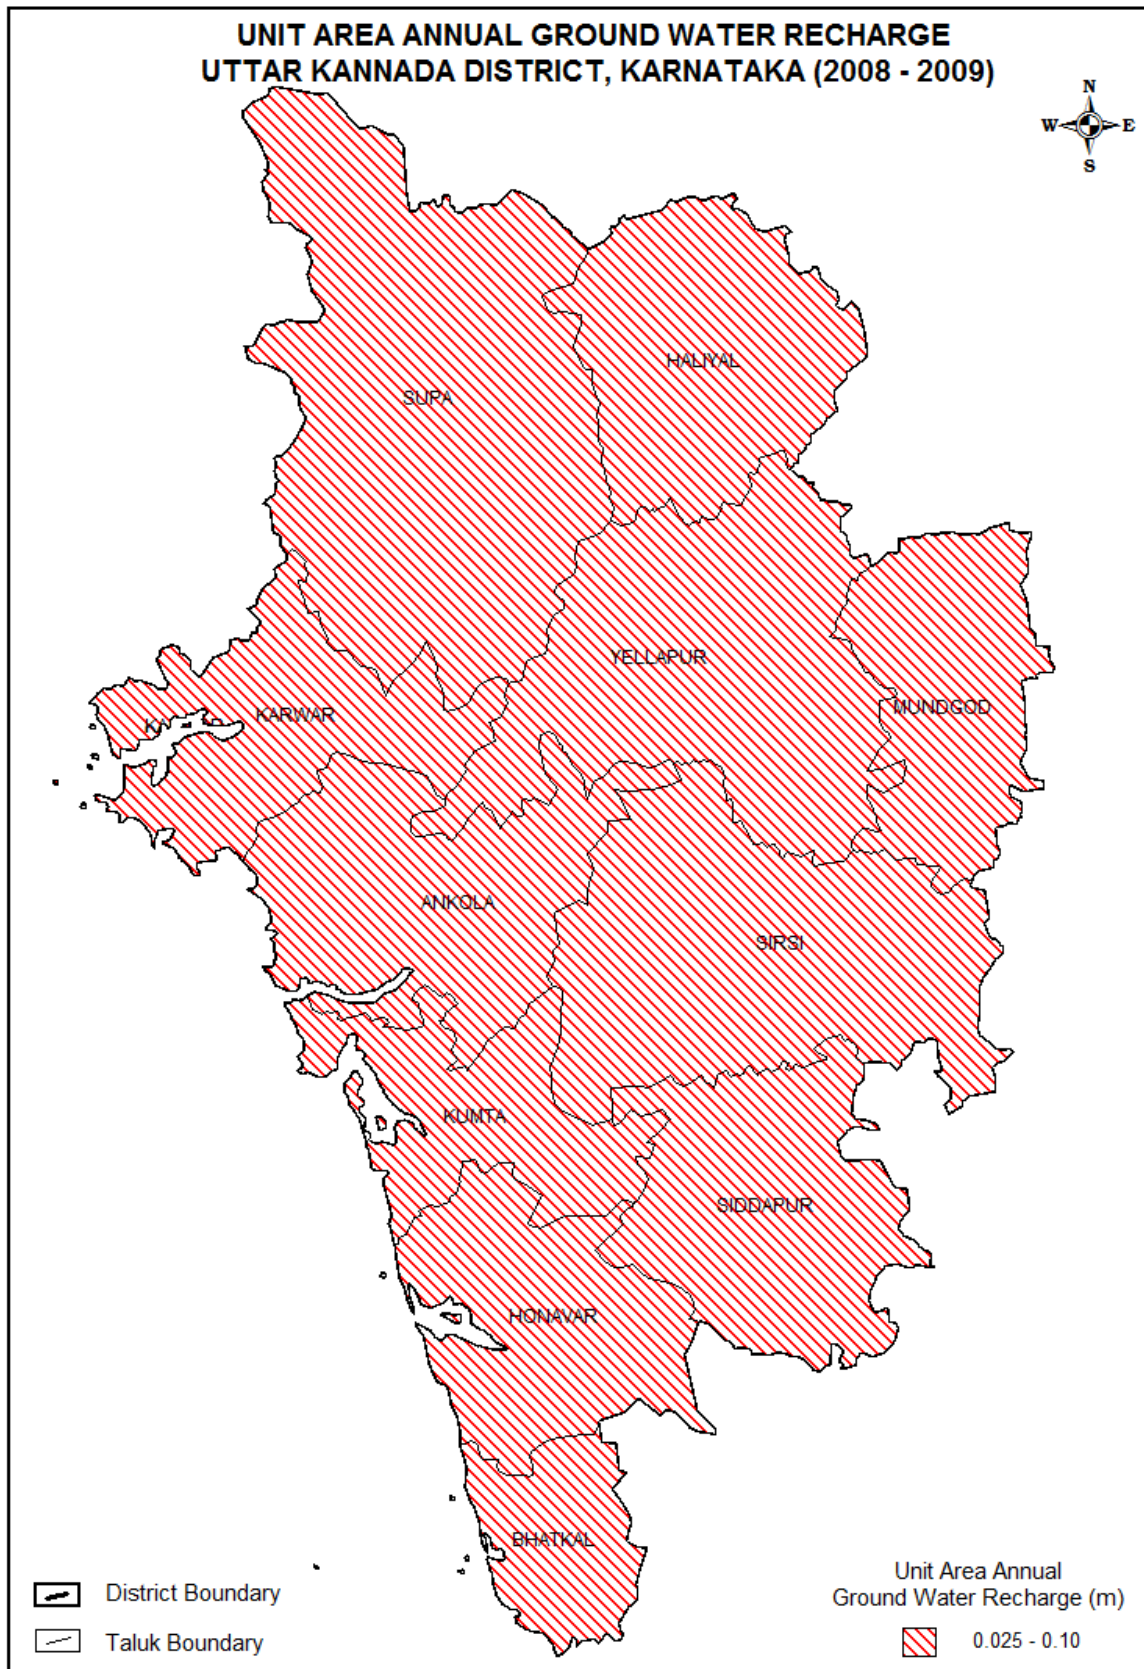 UNIT AREA ANNUAL GROUND WATER RECHARGE
UTTAR KANNADA DISTRICT, KARNATAKA (2008 - 2009)
N
W E
S
HALIYAL
SUPA
YELLAPUR
MUNDGOD
KARWAR
KA
ANKOLA
SIRSI
KUMTA
SIDDAPUR
HONAVAR
BHATKAL
District Boundary
Taluk Boundary
Unit Area Annual
Ground Water Recharge (m)
0.025 - 0.10